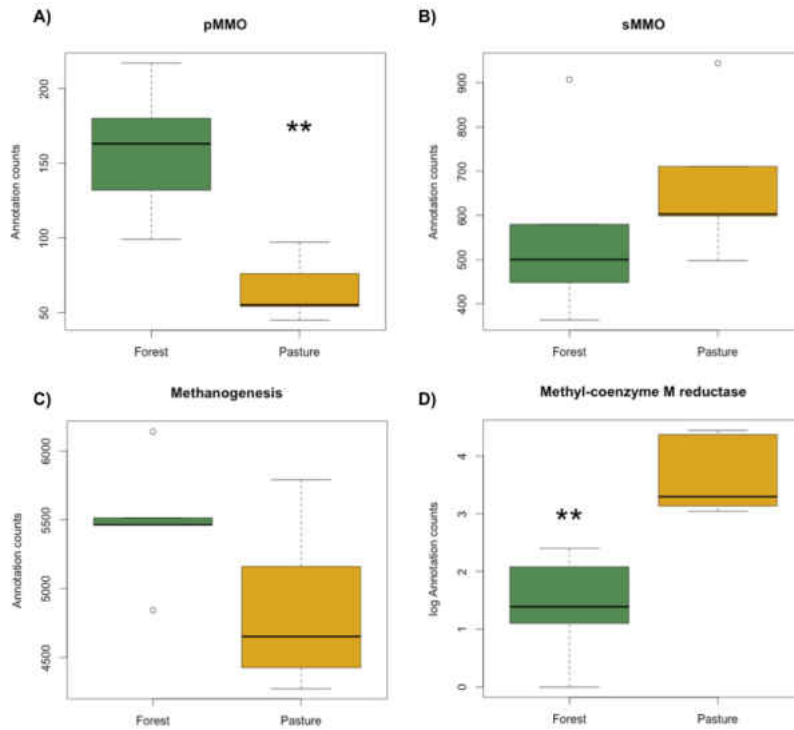 A)
pMMO
Annotation counts
200
150
100
50
**
Forest
Pasture
B)
sMMO
Annotation counts
900
800
700
600
500
400
Forest
Pasture
C)
Methanogenesis
Annotation counts
6000
5500
5000
4500
Forest
Pasture
D)
Methyl-coenzyme M reductase
log Annotation counts
4
3
2
1
0
**
Forest
Pasture